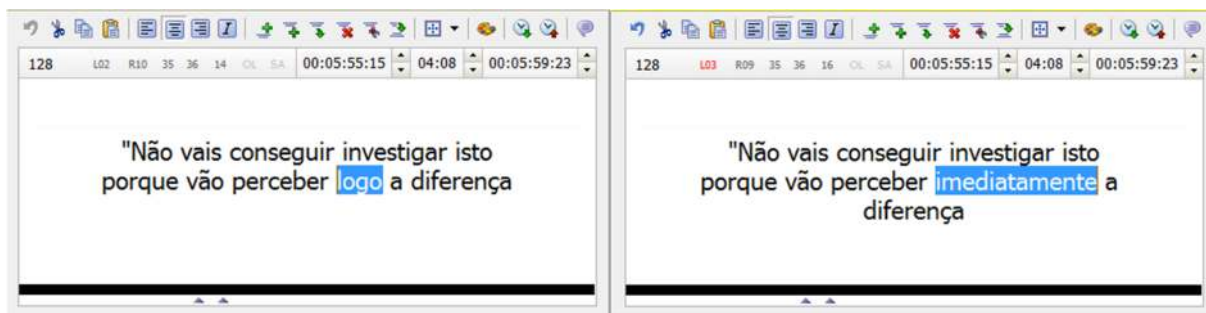 128 L02 R10 35 36 14 OL SA 00:05:55:15 04:08 00:05:59:23
"Não vais conseguir investigar isto
porque vão perceber logo a diferença
128 L03 R09 35 36 16 OL SA 00:05:55:15 04:08 00:05:59:23
"Não vais conseguir investigar isto
porque vão perceber imediatamente a
diferença